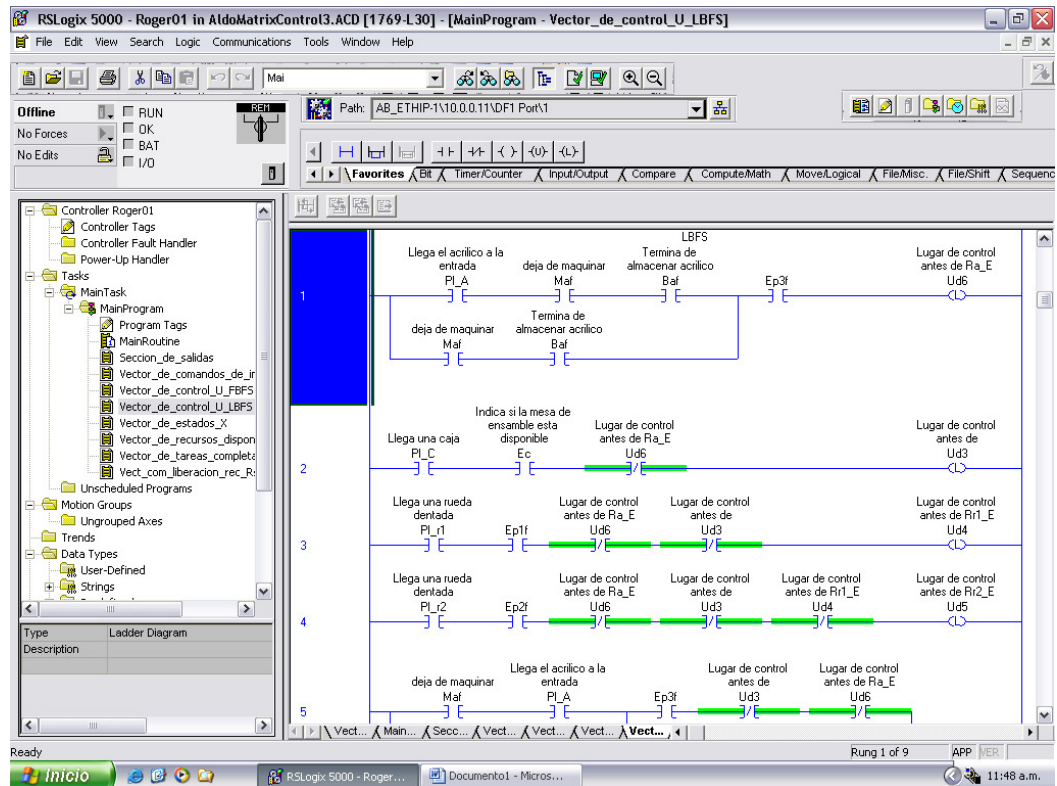 RSLogix 5000 - Roger01 in AldoMatrixControl3.ACD [1769-L30] - [MainProgram - Vector_de_control_U_LBFS]
File Edit View Search Logic Communications Tools Window Help
Mai
Offline RUN REM Path: AB_ETHIP-1\10.0.0.11\DF1 Port\1
No Forces OK
No Edits BAT
I/O
Favorites Bit Timer/Counter Input/Output Compare Compute/Math Move/Logical File/Misc. File/Shift Sequenc
Controller Roger01
Controller Tags
Controller Fault Handler
Power-Up Handler
Tasks
MainTask
MainProgram
Program Tags
MainRoutine
Seccion_de_salidas
Vector_de_comandos_de_ir
Vector_de_control_U_FBFS
Vector_de_control_U_LBFS
Vector_de_estados_X
Vector_de_recursos_dispon
Vector_de_tareas_completa
Vect_com_liberacion_rec_R
Unscheduled Programs
Motion Groups
Ungrouped Axes
Trends
Data Types
User-Defined
Strings
Type Ladder Diagram
Description
LBFS
Llega el acrilico a la Termina de Lugar de control
entrada deja de maquinar almacenar acrilico antes de Ra_E
PI_A Maf Baf Ep3f Ud6
1 L
Termina de
deja de maquinar almacenar acrilico
Maf Baf
Indica si la mesa de
ensamble esta Lugar de control Lugar de control
Llega una caja disponible antes de Ra_E antes de
PI_C Ec Ud6 Ud3
2 L
Llega una rueda Lugar de control Lugar de control Lugar de control
dentada antes de Ra_E antes de antes de Rr1_E
PI_r1 Ep1f Ud6 Ud3 Ud4
3 L
Llega una rueda Lugar de control Lugar de control Lugar de control Lugar de control
dentada antes de Ra_E antes de antes de Rr1_E antes de Rr2_E
PI_r2 Ep2f Ud6 Ud3 Ud4 Ud5
4 L
Llega el acrilico a la Lugar de control Lugar de control
deja de maquinar entrada antes de antes de Ra_E
Maf PI_A Ep3f Ud3 Ud6
5
Vect... Main... Secc... Vect... Vect... Vect... Vect...
Ready Rung 1 of 9 APP VER
Inicio RSLogix 5000 - Roger... Documento1 - Micros... 11:48 a.m.